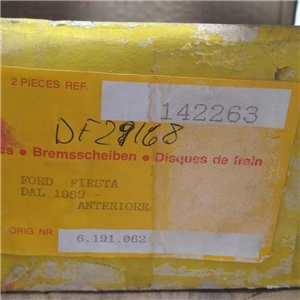 2 PIECES REF.
142263
DF29168
es • Bremsscheiben • Disques de frein
FORD FIESTA
DAL 1989 -
ANTERIORE
ORIG. NR.
6.191.062